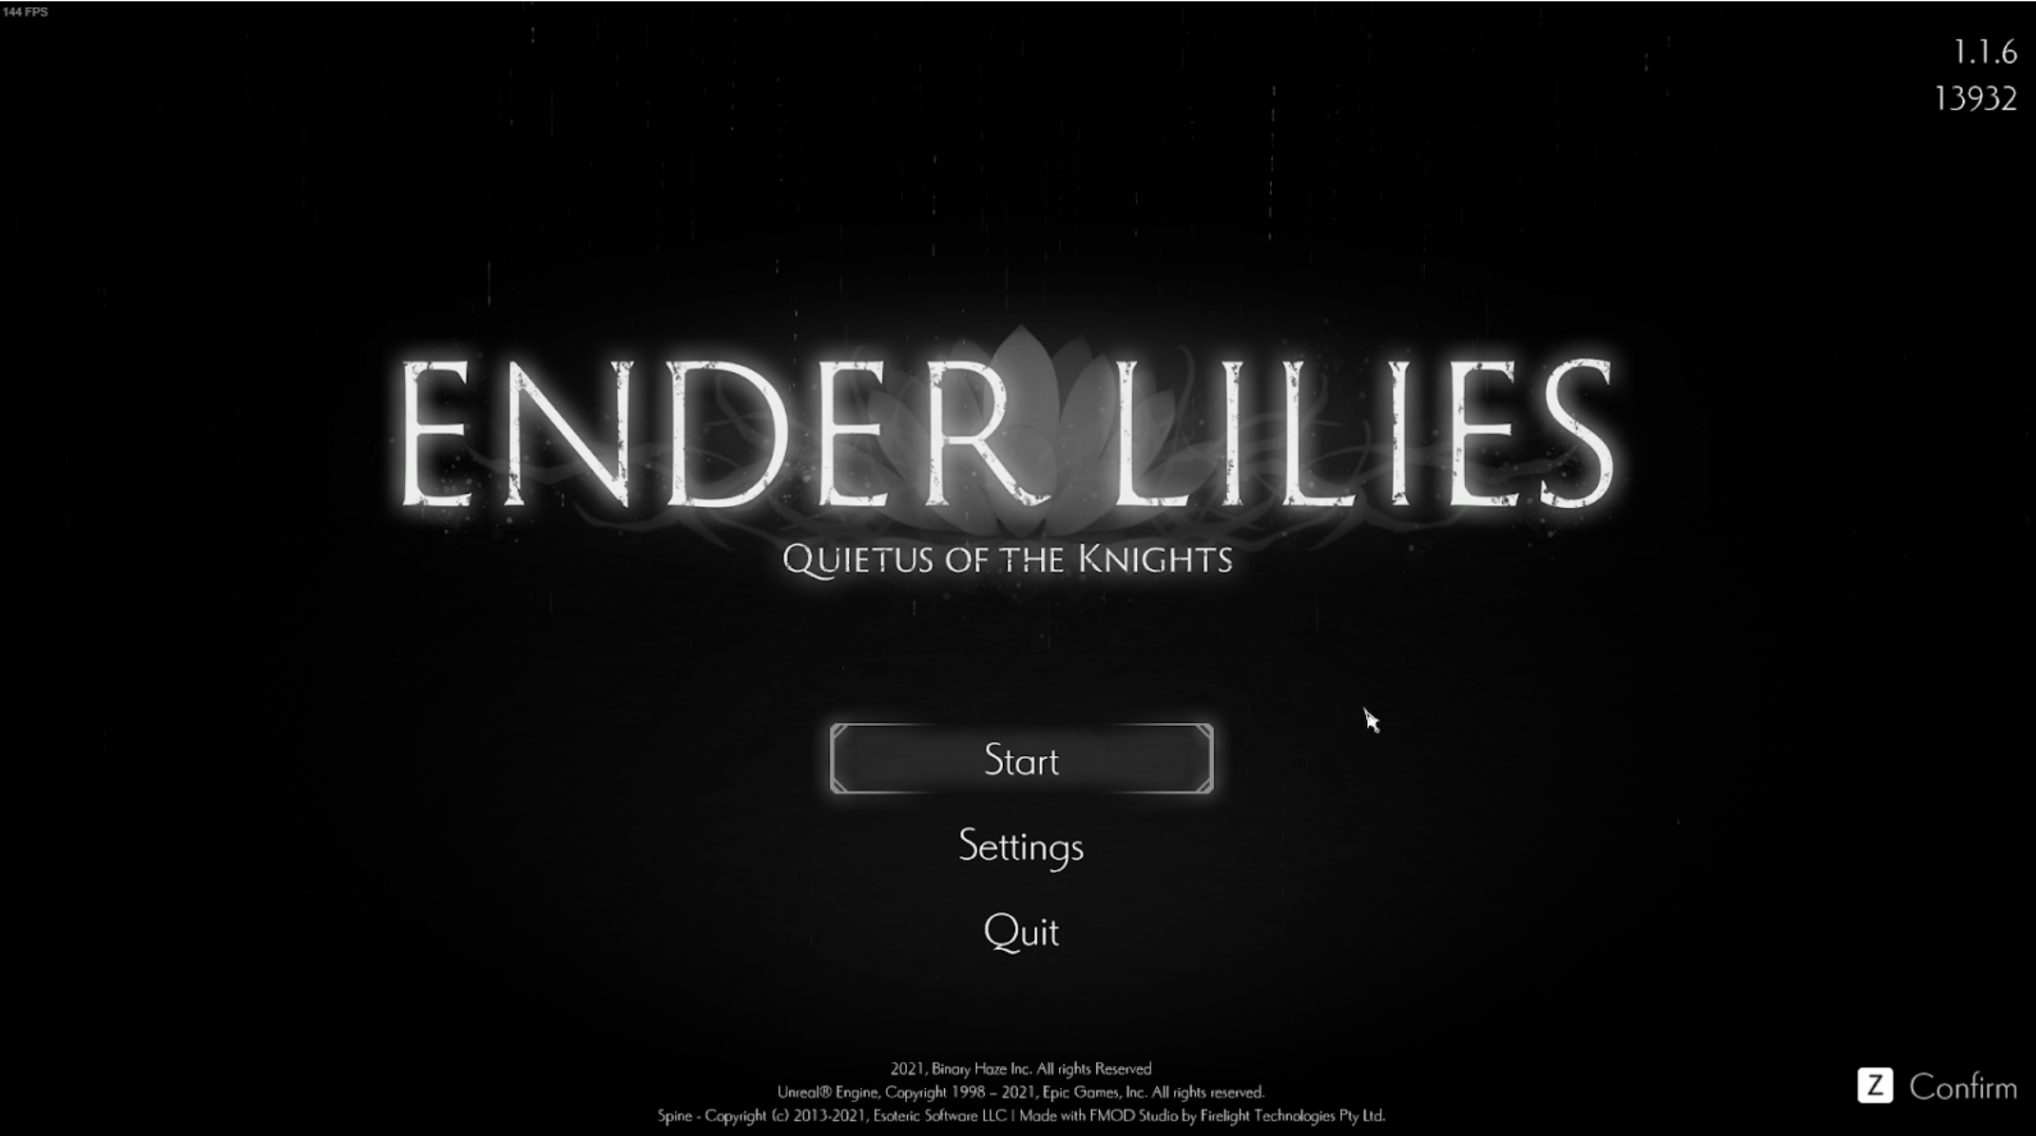 144 FPS
1.1.6
13932
ENDER LILIES
QUIETUS OF THE KNIGHTS
Start
Settings
Quit
2021, Binary Haze Inc. All rights Reserved
Unreal® Engine, Copyright 1998 – 2021, Epic Games, Inc. All rights reserved.
Spine - Copyright (c) 2013-2021, Esoteric Software LLC | Made with FMOD Studio by Firelight Technologies Pty Ltd.
Z Confirm